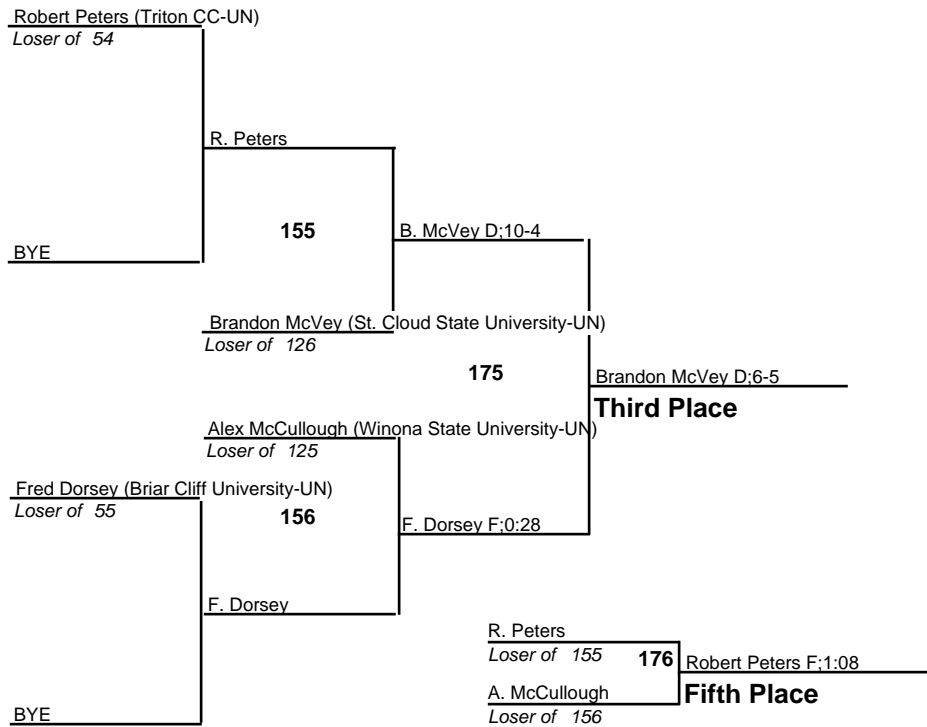 Robert Peters (Triton CC-UN)
Loser of 54
R. Peters
155
B. McVey D;10-4
BYE
Brandon McVey (St. Cloud State University-UN)
Loser of 126
175
Brandon McVey D;6-5
Third Place
Alex McCullough (Winona State University-UN)
Loser of 125
Fred Dorsey (Briar Cliff University-UN)
Loser of 55
156
F. Dorsey F;0:28
F. Dorsey
R. Peters
Loser of 155
176
Robert Peters F;1:08
Fifth Place
A. McCullough
Loser of 156
BYE